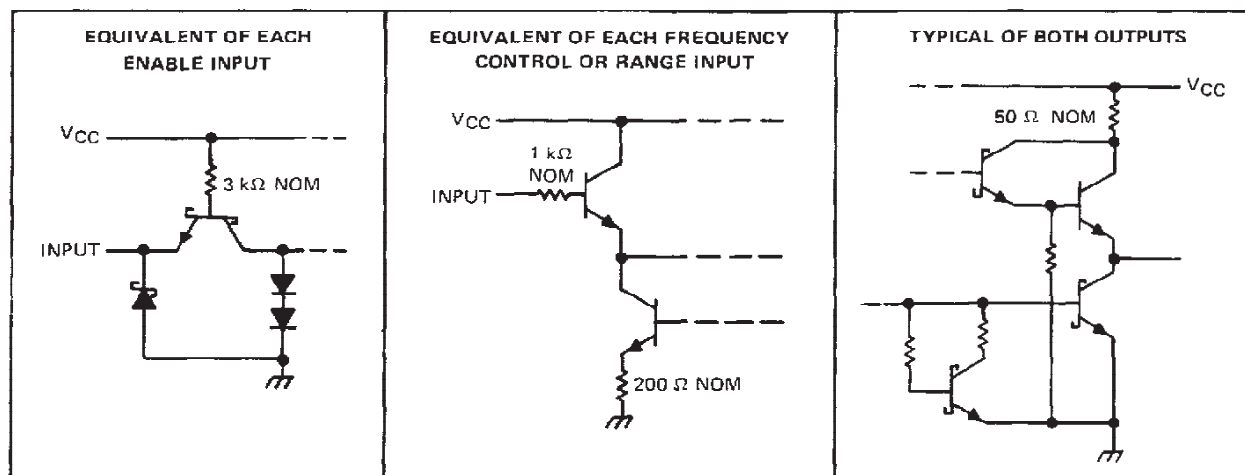 EQUIVALENT OF EACH
ENABLE INPUT
VCC
3 kΩ NOM
INPUT
EQUIVALENT OF EACH FREQUENCY
CONTROL OR RANGE INPUT
VCC
1 kΩ
NOM
INPUT
200 Ω NOM
TYPICAL OF BOTH OUTPUTS
VCC
50 Ω NOM